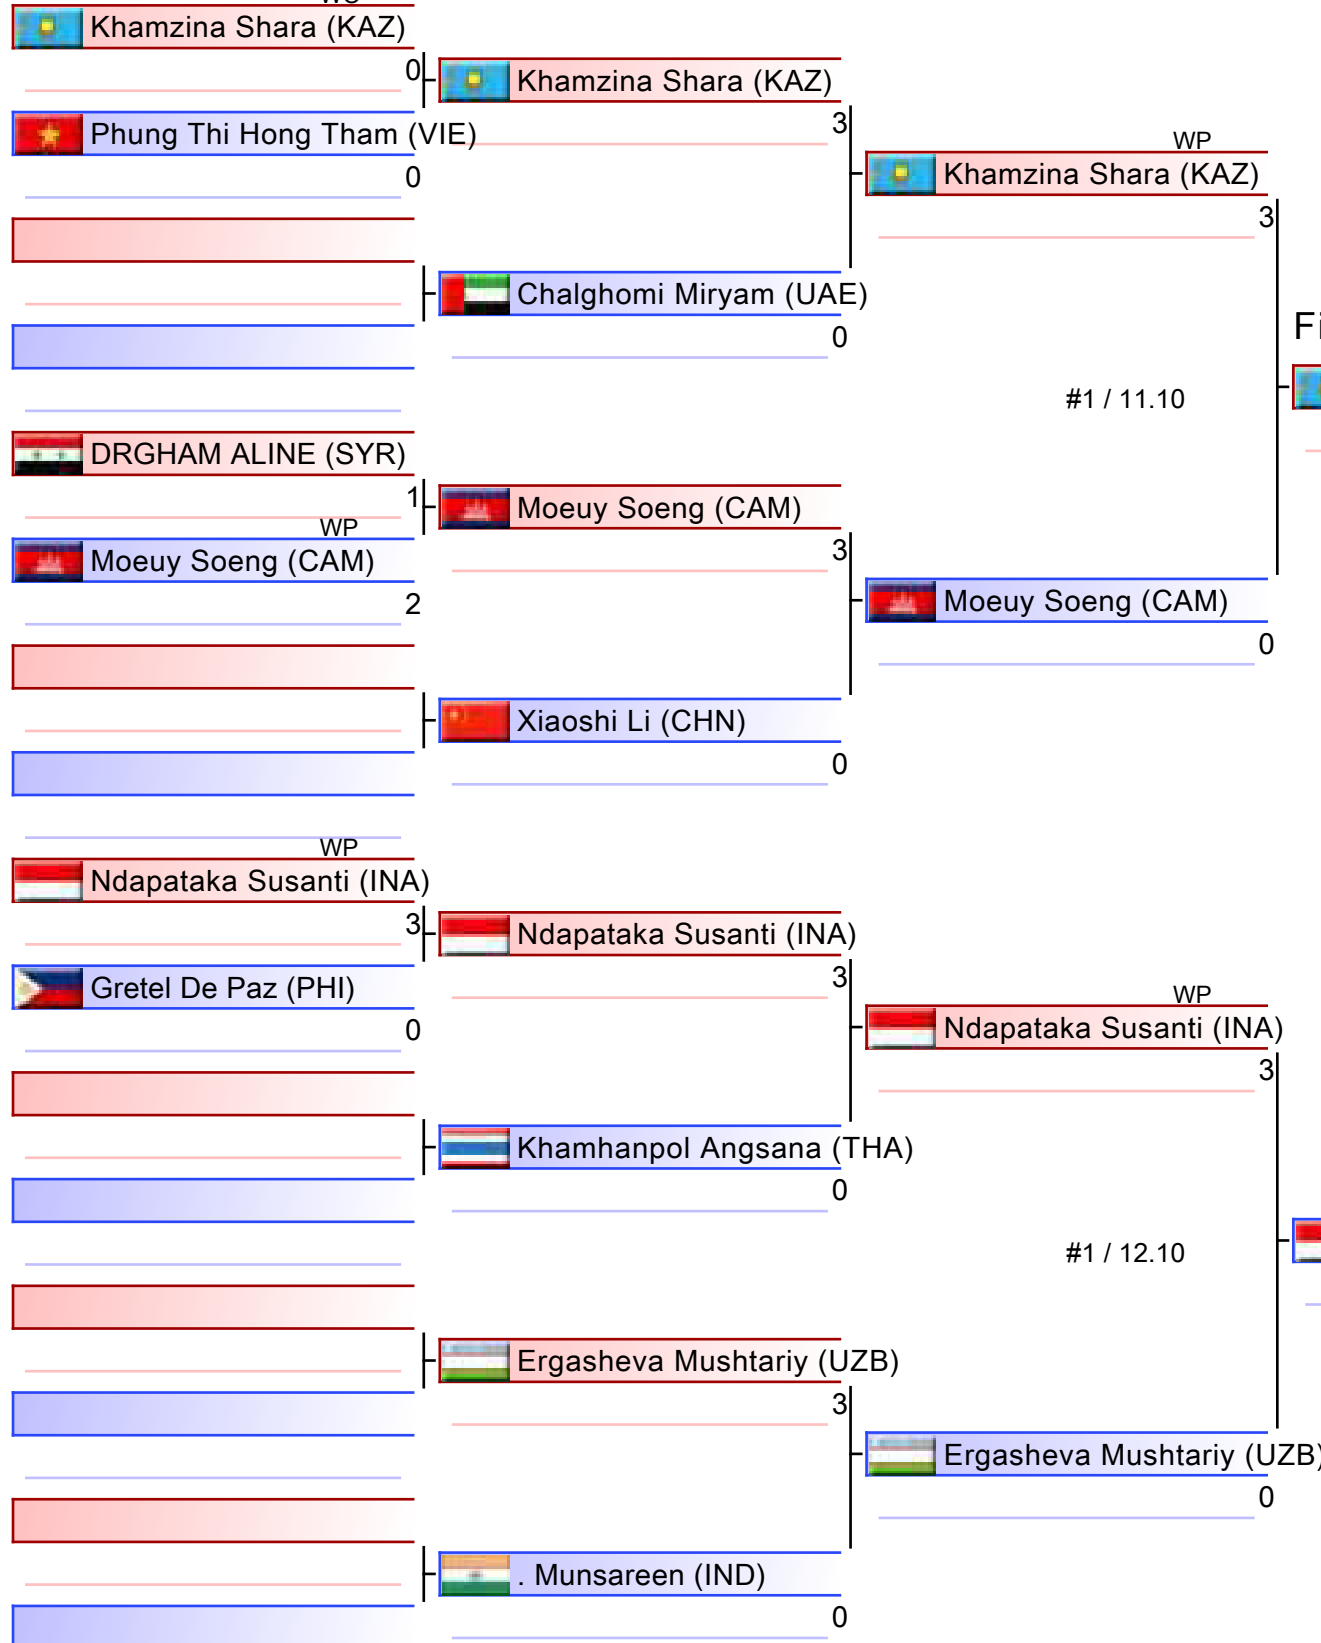 Khamzina Shara (KAZ)
0
Khamzina Shara (KAZ)
3
Phung Thi Hong Tham (VIE)
0
WP
Khamzina Shara (KAZ)
3
Chalghomi Miryam (UAE)
0
#1 / 11.10
DRGHAM ALINE (SYR)
1
Moeuy Soeng (CAM)
3
WP
Moeuy Soeng (CAM)
2
Moeuy Soeng (CAM)
0
Xiaoshi Li (CHN)
0
WP
Ndapataka Susanti (INA)
3
Ndapataka Susanti (INA)
3
Gretel De Paz (PHI)
0
WP
Ndapataka Susanti (INA)
3
Khamhanpol Angsana (THA)
0
#1 / 12.10
Ergasheva Mushtariy (UZB)
3
Ergasheva Mushtariy (UZB)
0
. Munsareen (IND)
0